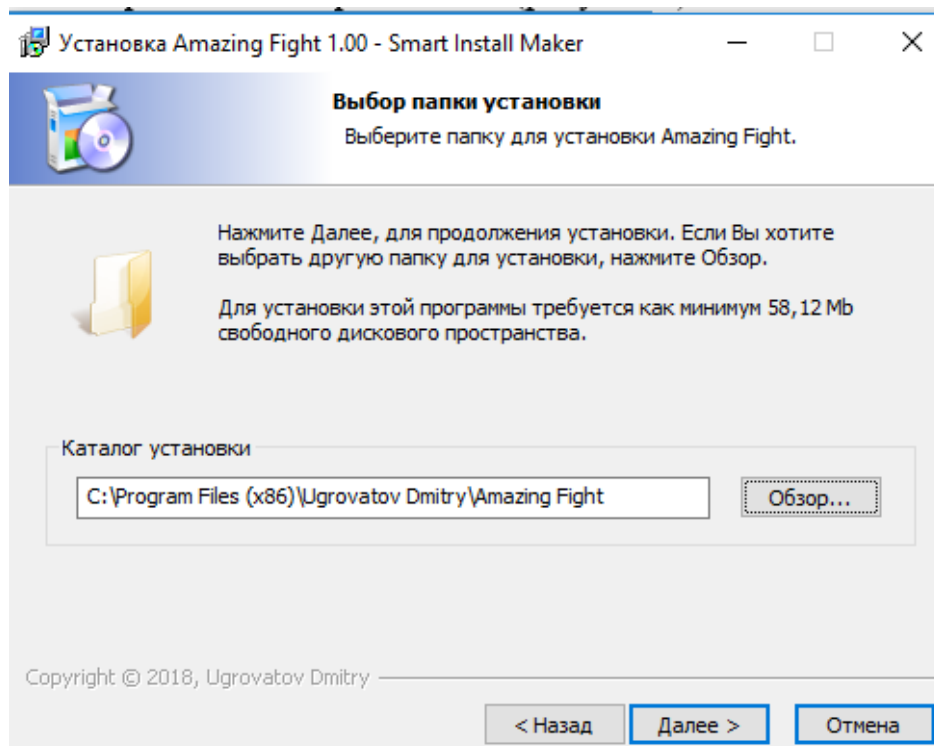 Установка Amazing Fight 1.00 - Smart Install Maker
Выбор папки установки
Выберите папку для установки Amazing Fight.
Нажмите Далее, для продолжения установки. Если Вы хотите
выбрать другую папку для установки, нажмите Обзор.
Для установки этой программы требуется как минимум 58,12 Mb
свободного дискового пространства.
Каталог установки
C:\Program Files (x86)\Ugrovatov Dmitry\Amazing Fight
Обзор...
Copyright © 2018, Ugrovatov Dmitry
< Назад
Далее >
Отмена